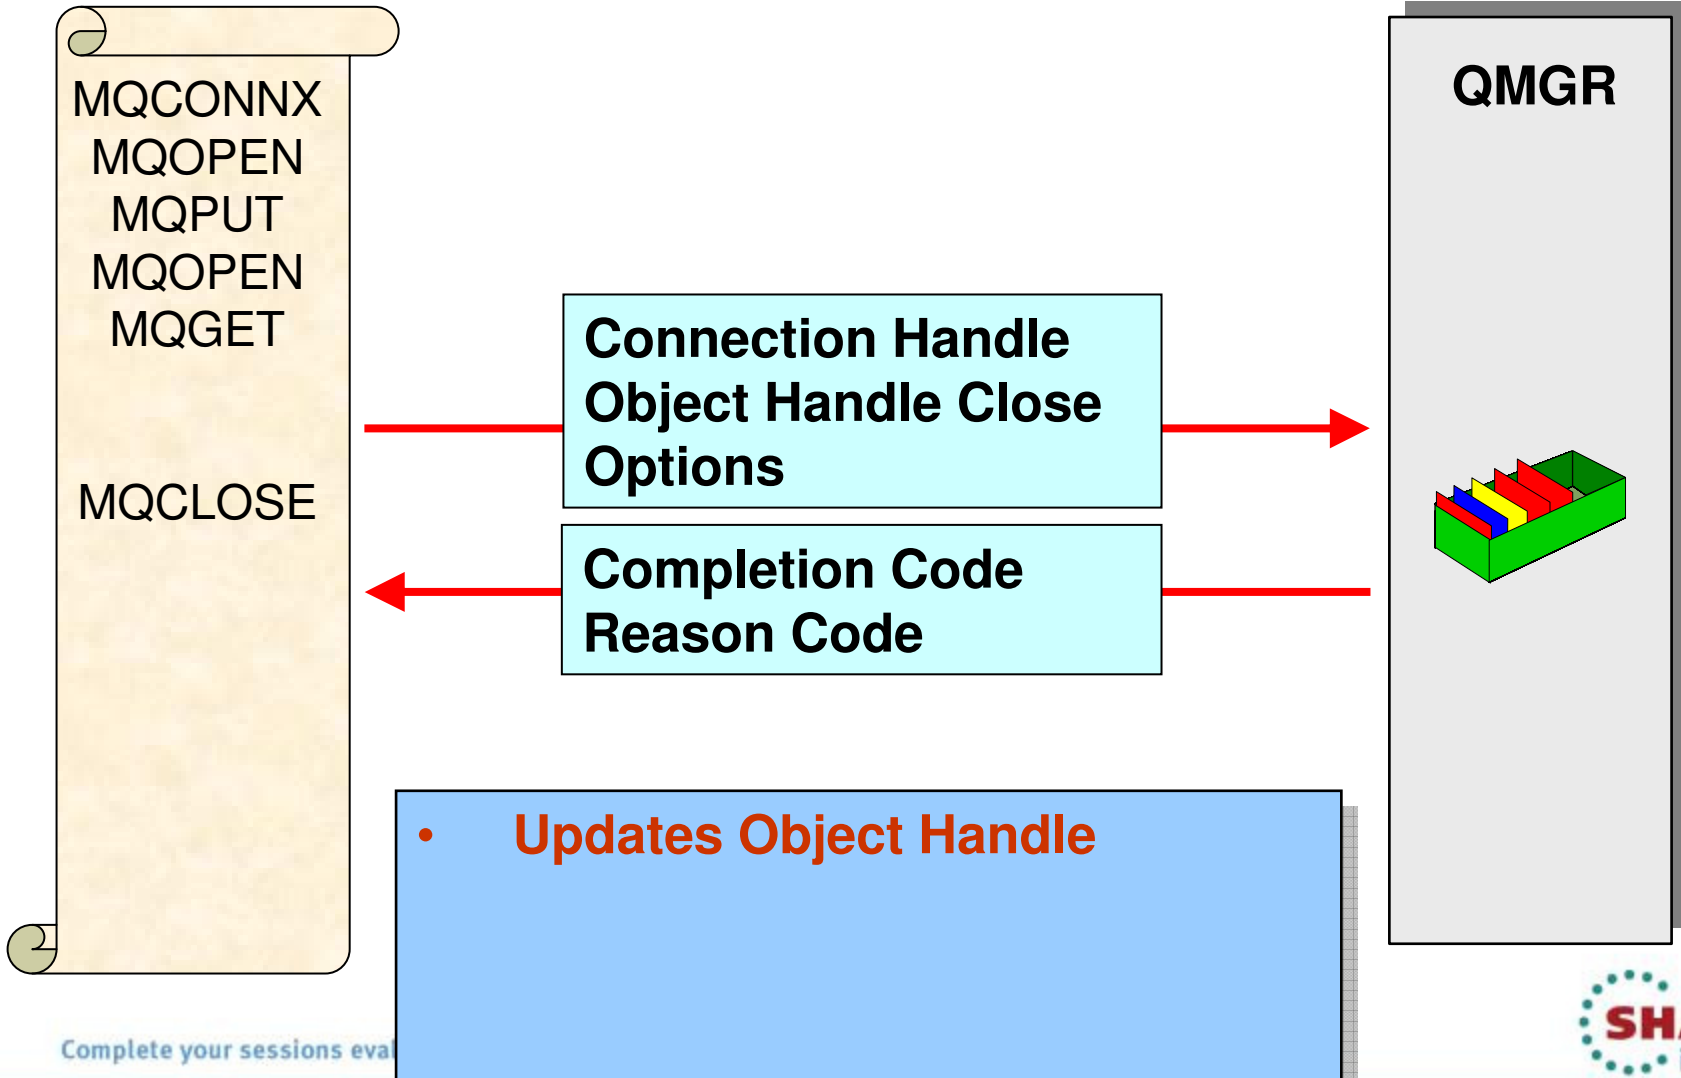 MQCONNX
MQOPEN
MQPUT
MQOPEN
MQGET
MQCLOSE
Connection Handle
Object Handle Close
Options
Completion Code
Reason Code
QMGR
• Updates Object Handle
Complete your sessions eval